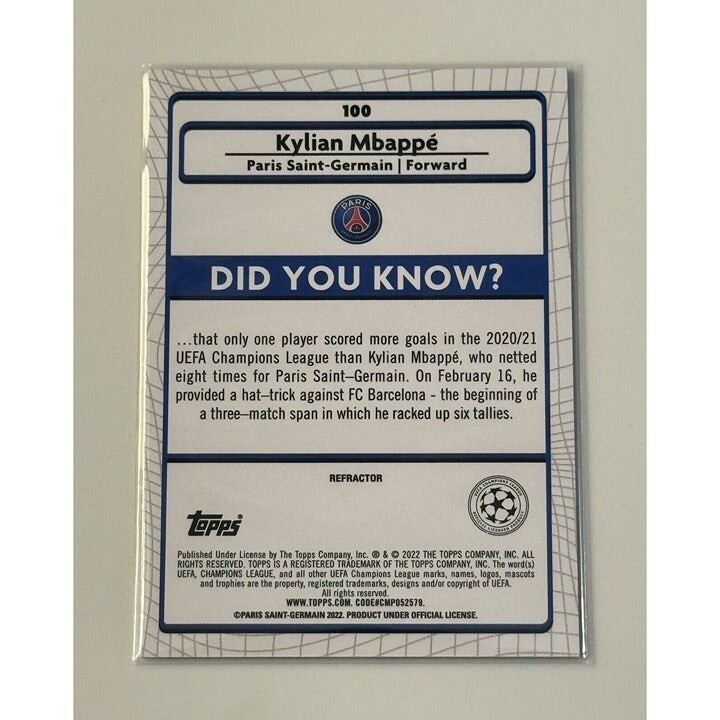 100
Kylian Mbappé
Paris Saint-Germain | Forward
PARIS
DID YOU KNOW?
...that only one player scored more goals in the 2020/21
UEFA Champions League than Kylian Mbappé, who netted
eight times for Paris Saint–Germain. On February 16, he
provided a hat–trick against FC Barcelona - the beginning of
a three–match span in which he racked up six tallies.
REFRACTOR
topps
UEFA CHAMPIONS LEAGUE
OFFICIAL LICENSED PRODUCT
Published Under License by The Topps Company, Inc. ® & © 2022 THE TOPPS COMPANY, INC. ALL
RIGHTS RESERVED. TOPPS IS A REGISTERED TRADEMARK OF THE TOPPS COMPANY, INC. The word(s)
UEFA, CHAMPIONS LEAGUE, and all other UEFA Champions League marks, names, logos, mascots
and trophies are the property, registered trademarks, designs and/or copyright of UEFA.
All rights reserved.
WWW.TOPPS.COM. CODE#CMP052579.
©PARIS SAINT-GERMAIN 2022. PRODUCT UNDER OFFICIAL LICENSE.